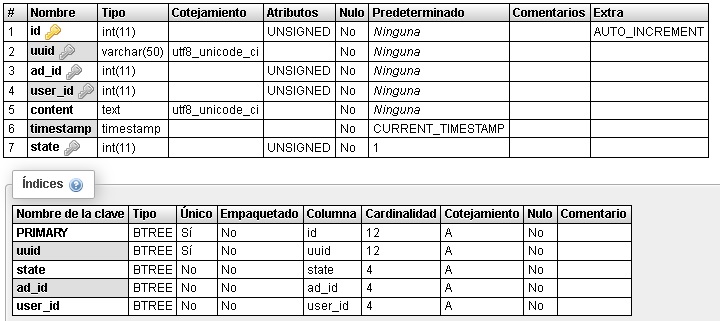 # Nombre Tipo Cotejamiento Atributos Nulo Predeterminado Comentarios Extra
1 id int(11) UNSIGNED No Ninguna AUTO_INCREMENT
2 uuid varchar(50) utf8_unicode_ci No Ninguna
3 ad_id int(11) UNSIGNED No Ninguna
4 user_id int(11) UNSIGNED No Ninguna
5 content text utf8_unicode_ci No Ninguna
6 timestamp timestamp No CURRENT_TIMESTAMP
7 state int(11) UNSIGNED No 1
Índices
Nombre de la clave Tipo Único Empaquetado Columna Cardinalidad Cotejamiento Nulo Comentario
PRIMARY BTREE Sí No id 12 A No
uuid BTREE Sí No uuid 12 A No
state BTREE No No state 4 A No
ad_id BTREE No No ad_id 4 A No
user_id BTREE No No user_id 4 A No